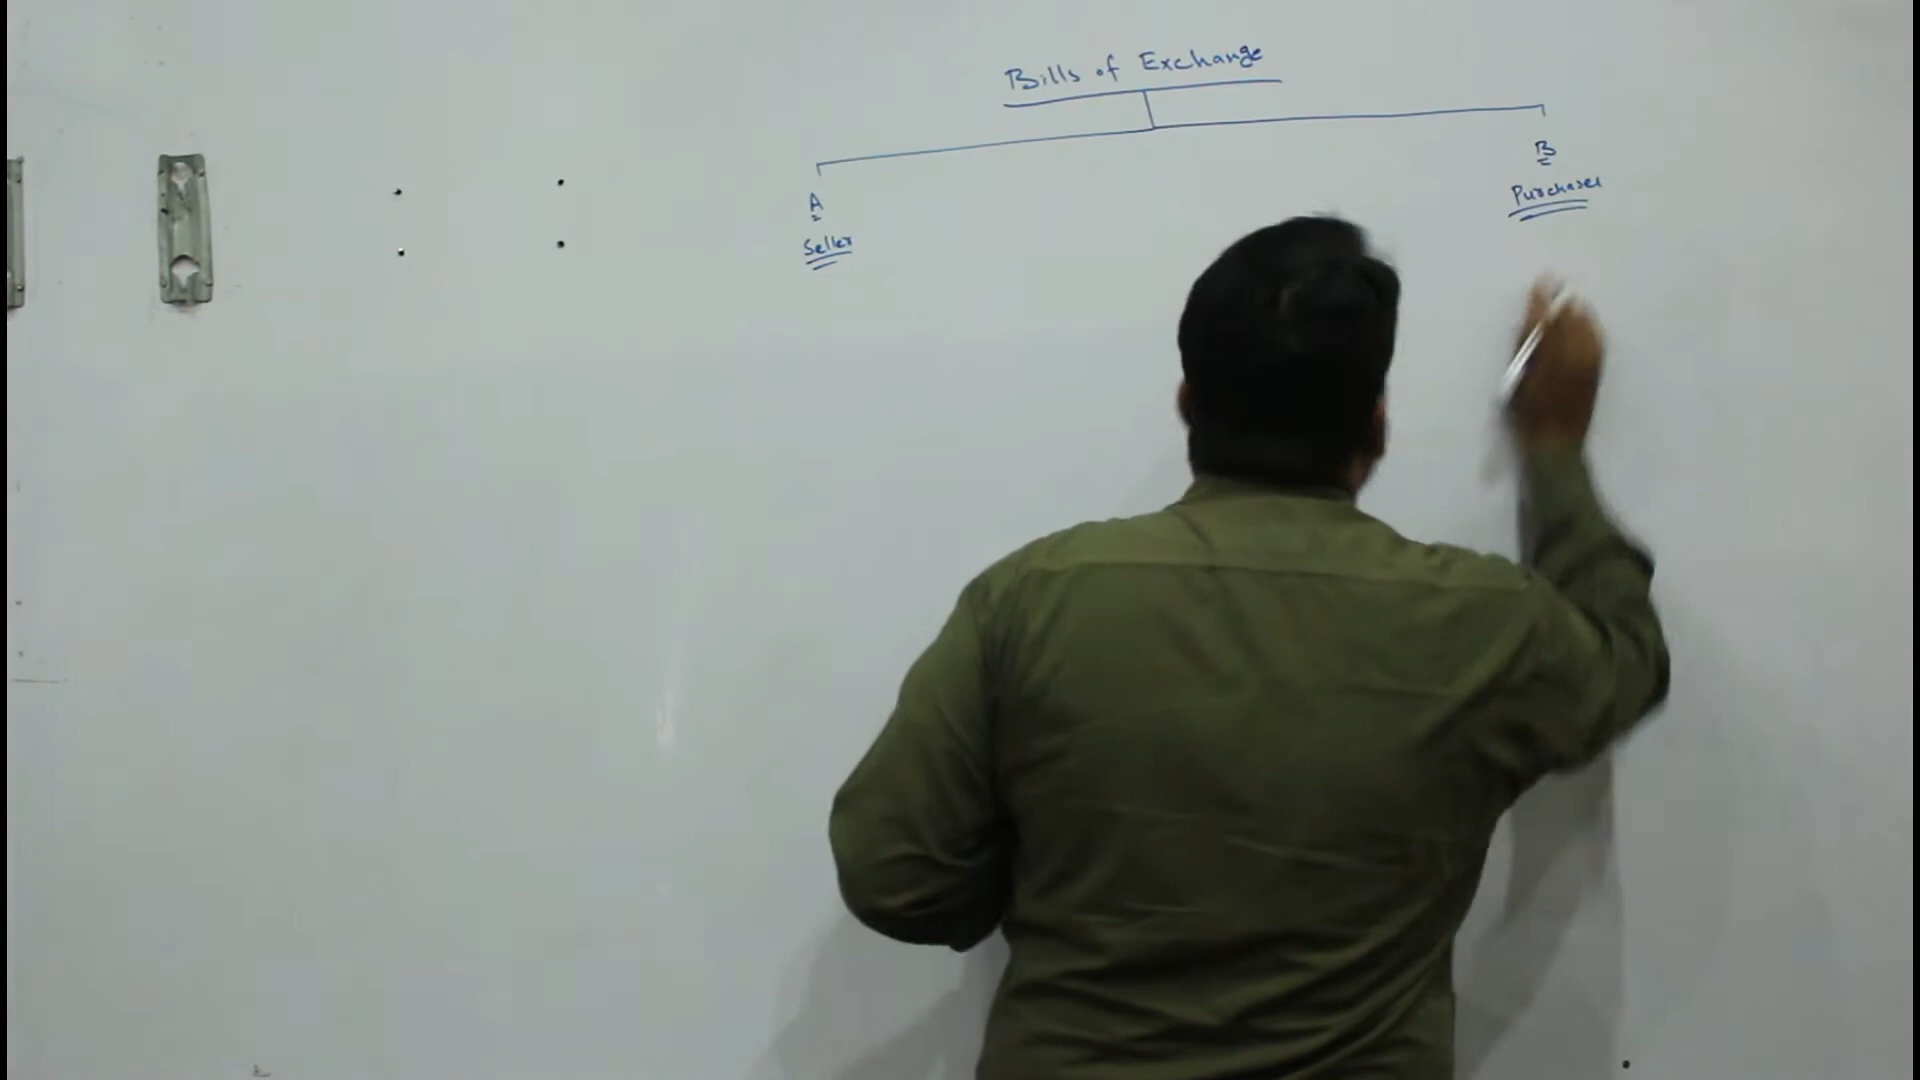 Bills of Exchange
A
Seller
B
Purchaser